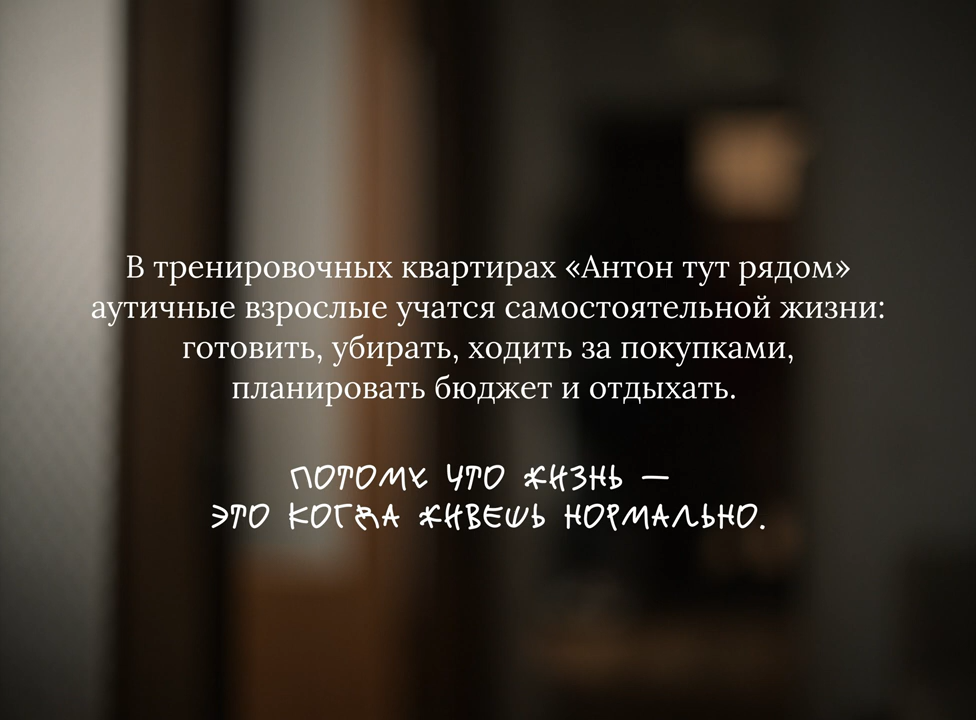 В тренировочных квартирах «Антон тут рядом»
аутичные взрослые учатся самостоятельной жизни:
готовить, убирать, ходить за покупками,
планировать бюджет и отдыхать.
ПОТОМУ ЧТО ЖИЗНЬ —
ЭТО КОГДА ЖИВЕШЬ НОРМАЛЬНО.